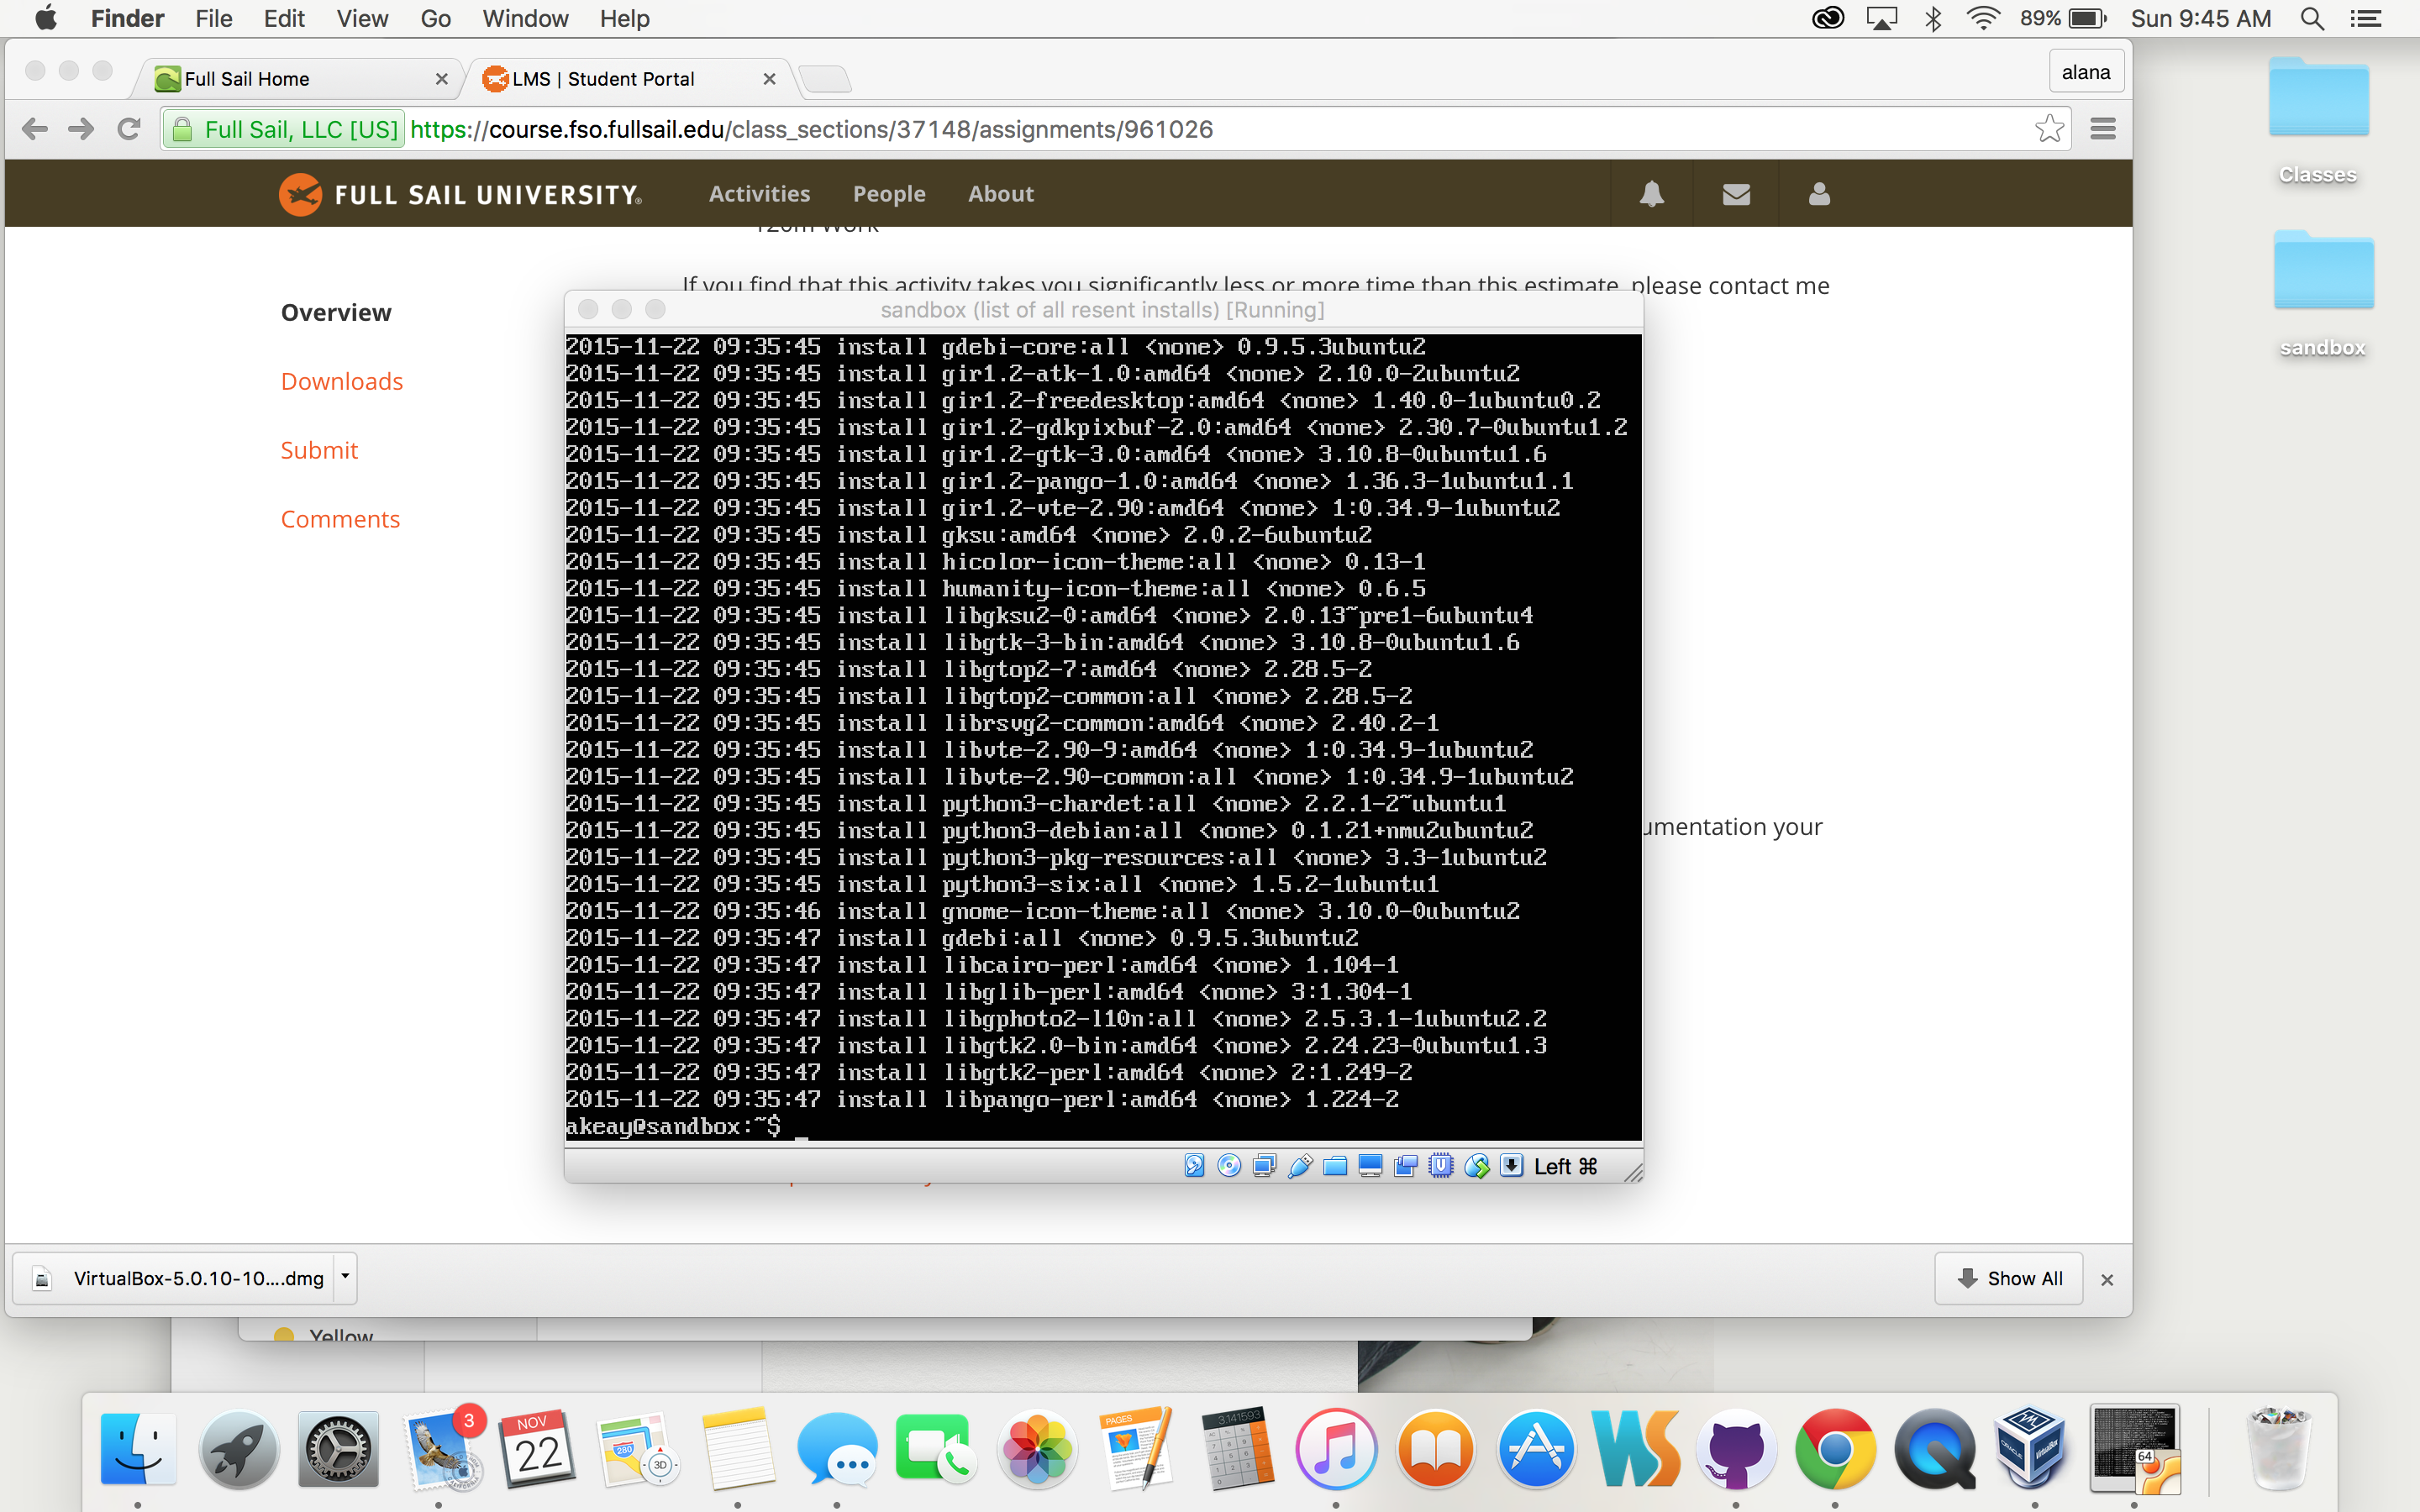 Finder File Edit View Go Window Help 89% Sun 9:45 AM
Full Sail Home LMS | Student Portal alana
Full Sail, LLC [US] https://course.fso.fullsail.edu/class_sections/37148/assignments/961026
FULL SAIL UNIVERSITY® Activities People About
120m Work
If you find that this activity takes you significantly less or more time than this estimate, please contact me
Overview
Downloads
Submit
Comments
sandbox (list of all resent installs) [Running]
2015-11-22 09:35:45 install gdebi-core:all <none> 0.9.5.3ubuntu2
2015-11-22 09:35:45 install gir1.2-atk-1.0:amd64 <none> 2.10.0-2ubuntu2
2015-11-22 09:35:45 install gir1.2-freedesktop:amd64 <none> 1.40.0-1ubuntu0.2
2015-11-22 09:35:45 install gir1.2-gdkpixbuf-2.0:amd64 <none> 2.30.7-0ubuntu1.2
2015-11-22 09:35:45 install gir1.2-gtk-3.0:amd64 <none> 3.10.8-0ubuntu1.6
2015-11-22 09:35:45 install gir1.2-pango-1.0:amd64 <none> 1.36.3-1ubuntu1.1
2015-11-22 09:35:45 install gir1.2-vte-2.90:amd64 <none> 1:0.34.9-1ubuntu2
2015-11-22 09:35:45 install gksu:amd64 <none> 2.0.2-6ubuntu2
2015-11-22 09:35:45 install hicolor-icon-theme:all <none> 0.13-1
2015-11-22 09:35:45 install humanity-icon-theme:all <none> 0.6.5
2015-11-22 09:35:45 install libgksu2-0:amd64 <none> 2.0.13~pre1-6ubuntu4
2015-11-22 09:35:45 install libgtk-3-bin:amd64 <none> 3.10.8-0ubuntu1.6
2015-11-22 09:35:45 install libgtop2-7:amd64 <none> 2.28.5-2
2015-11-22 09:35:45 install libgtop2-common:all <none> 2.28.5-2
2015-11-22 09:35:45 install librsvg2-common:amd64 <none> 2.40.2-1
2015-11-22 09:35:45 install libvte-2.90-9:amd64 <none> 1:0.34.9-1ubuntu2
2015-11-22 09:35:45 install libvte-2.90-common:all <none> 1:0.34.9-1ubuntu2
2015-11-22 09:35:45 install python3-chardet:all <none> 2.2.1-2~ubuntu1
2015-11-22 09:35:45 install python3-debian:all <none> 0.1.21+nmu2ubuntu2
2015-11-22 09:35:45 install python3-pkg-resources:all <none> 3.3-1ubuntu2
2015-11-22 09:35:45 install python3-six:all <none> 1.5.2-1ubuntu1
2015-11-22 09:35:46 install gnome-icon-theme:all <none> 3.10.0-0ubuntu2
2015-11-22 09:35:47 install gdebi:all <none> 0.9.5.3ubuntu2
2015-11-22 09:35:47 install libcairo-perl:amd64 <none> 1.104-1
2015-11-22 09:35:47 install libglib-perl:amd64 <none> 3:1.304-1
2015-11-22 09:35:47 install libgphoto2-l10n:all <none> 2.5.3.1-1ubuntu2.2
2015-11-22 09:35:47 install libgtk2.0-bin:amd64 <none> 2.24.23-0ubuntu1.3
2015-11-22 09:35:47 install libgtk2-perl:amd64 <none> 2:1.249-2
2015-11-22 09:35:47 install libpango-perl:amd64 <none> 1.224-2
akeay@sandbox:~$ _
Left ⌘
umentation your
VirtualBox-5.0.10-10....dmg Show All
Yellow
Classes
sandbox
3
NOV
22
280
3D
PAGES
3.141593
WS
64